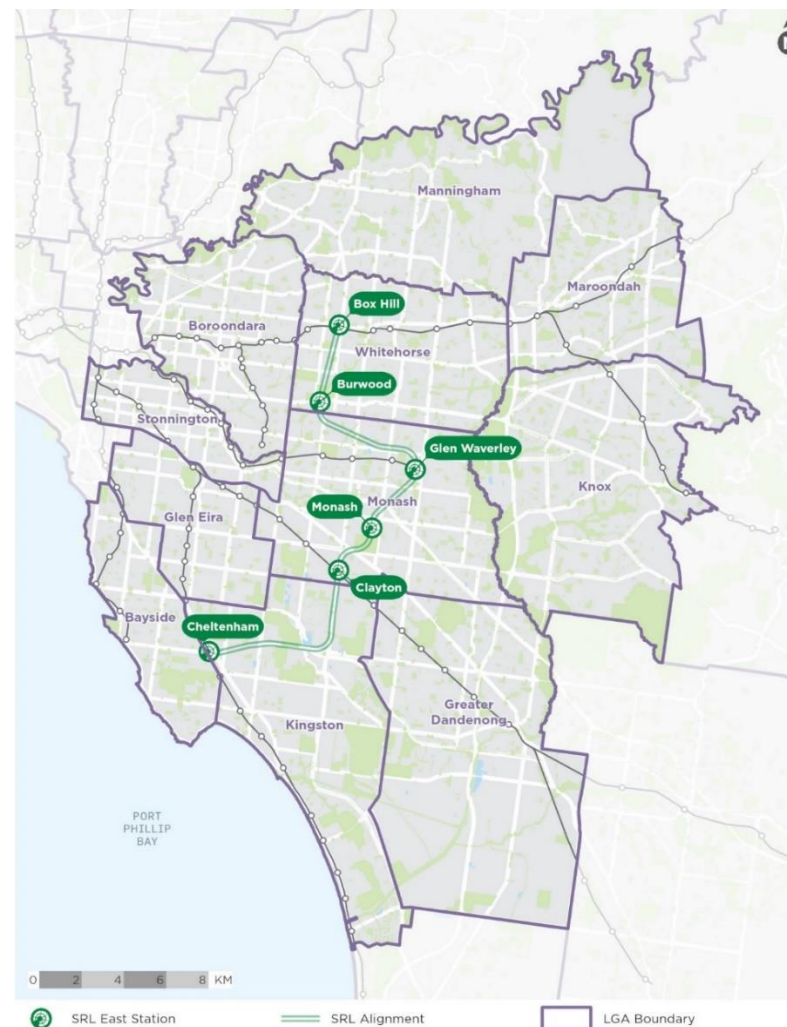 Manningham
Maroondah
Box Hill
Boroondara
Whitehorse
Burwood
Stonnington
Glen Waverley
Knox
Monash
Monash
Glen Eira
Clayton
Bayside
Cheltenham
Greater
Dandenong
Kingston
PORT
PHILLIP
BAY
0 2 4 6 8 KM
SRL East Station
SRL Alignment
LGA Boundary